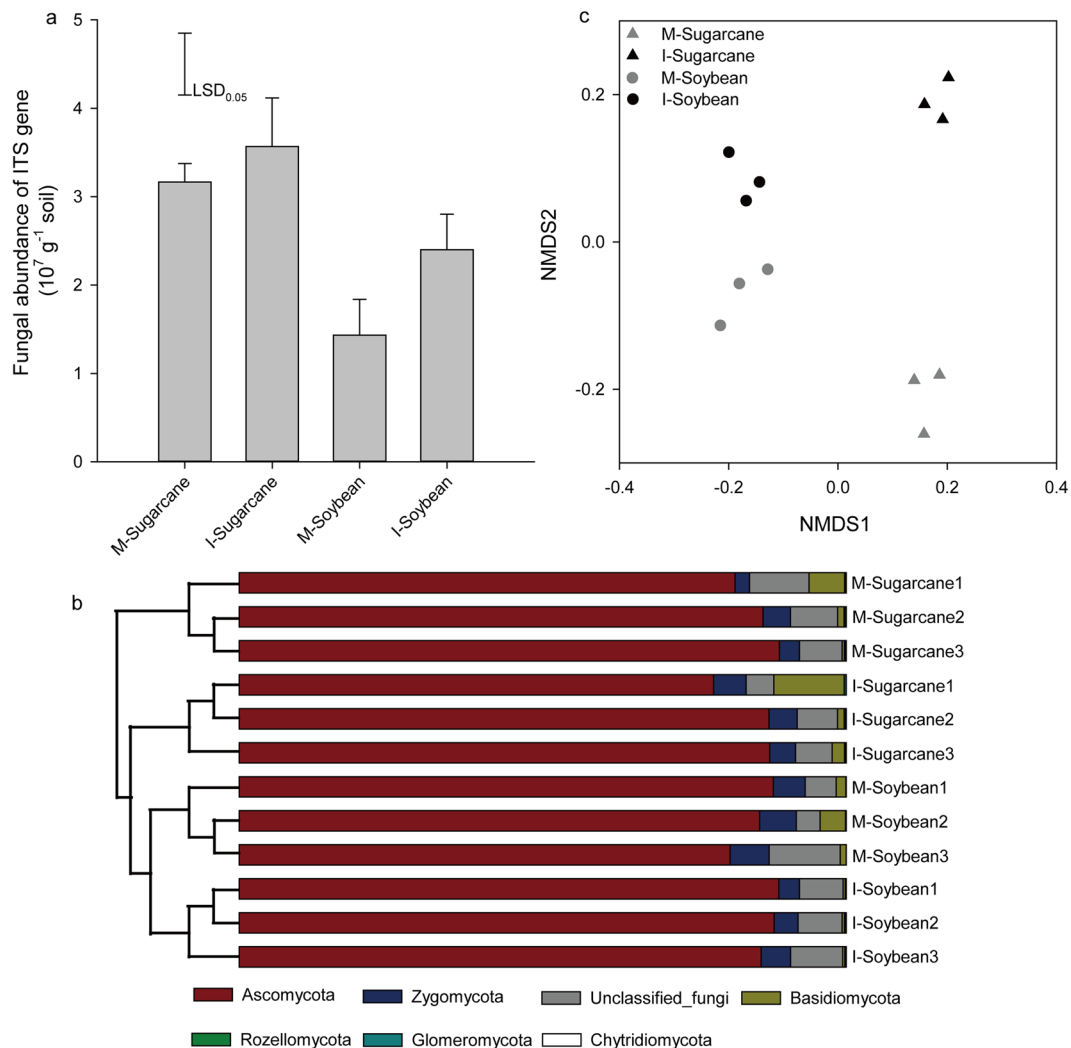 a
5
4
3
2
1
0
Fungal abundance of ITS gene
(10⁷ g⁻¹ soil)
LSD₀.₀₅
M-Sugarcane
I-Sugarcane
M-Soybean
I-Soybean
c
M-Sugarcane
I-Sugarcane
M-Soybean
I-Soybean
0.2
0.0
-0.2
NMDS2
-0.4
-0.2
0.0
0.2
0.4
NMDS1
b
M-Sugarcane1
M-Sugarcane2
M-Sugarcane3
I-Sugarcane1
I-Sugarcane2
I-Sugarcane3
M-Soybean1
M-Soybean2
M-Soybean3
I-Soybean1
I-Soybean2
I-Soybean3
Ascomycota
Zygomycota
Unclassified_fungi
Basidiomycota
Rozellomycota
Glomeromycota
Chytridiomycota